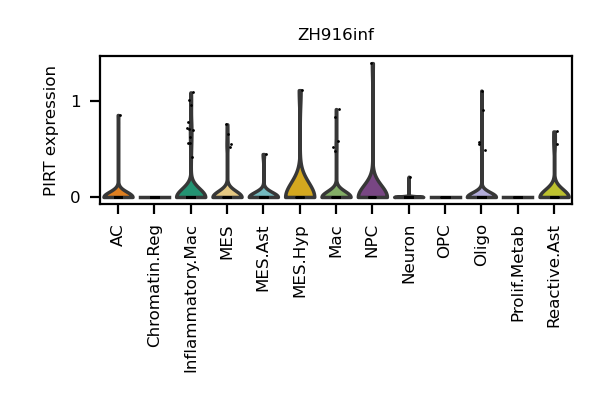 ZH916inf
PIRT expression
1
0
AC
Chromatin.Reg
Inflammatory.Mac
MES
MES.Ast
MES.Hyp
Mac
NPC
Neuron
OPC
Oligo
Prolif.Metab
Reactive.Ast